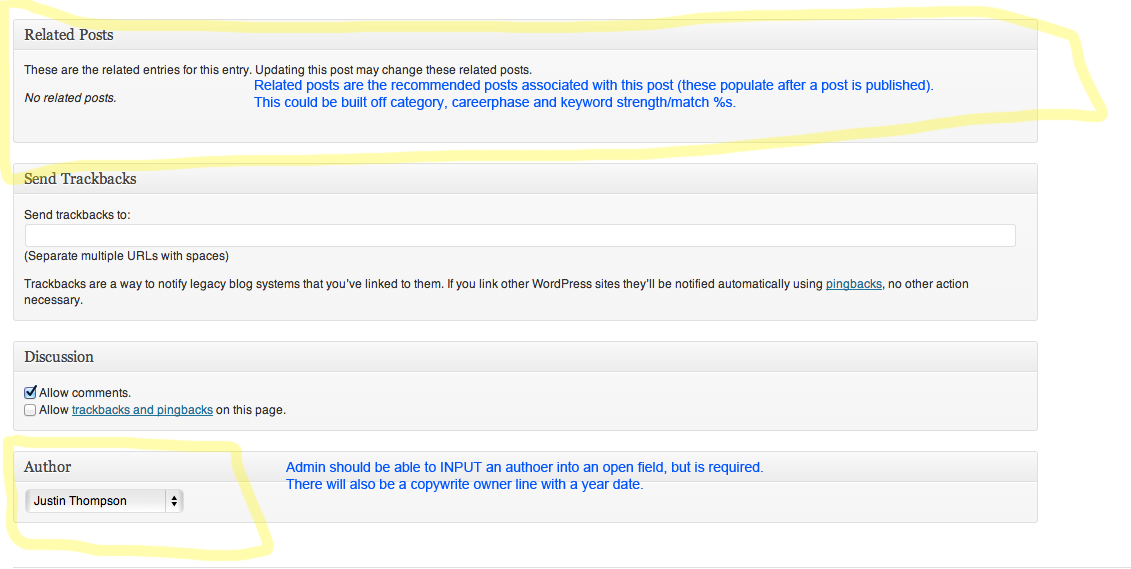 Related Posts
These are the related entries for this entry. Updating this post may change these related posts.
Related posts are the recommended posts associated with this post (these populate after a post is published).
No related posts.
This could be built off category, careerphase and keyword strength/match %s.
Send Trackbacks
Send trackbacks to:
(Separate multiple URLs with spaces)
Trackbacks are a way to notify legacy blog systems that you've linked to them. If you link other WordPress sites they'll be notified automatically using pingbacks, no other action
necessary.
Discussion
Allow comments.
Allow trackbacks and pingbacks on this page.
Author
Admin should be able to INPUT an authoer into an open field, but is required.
There will also be a copywrite owner line with a year date.
Justin Thompson